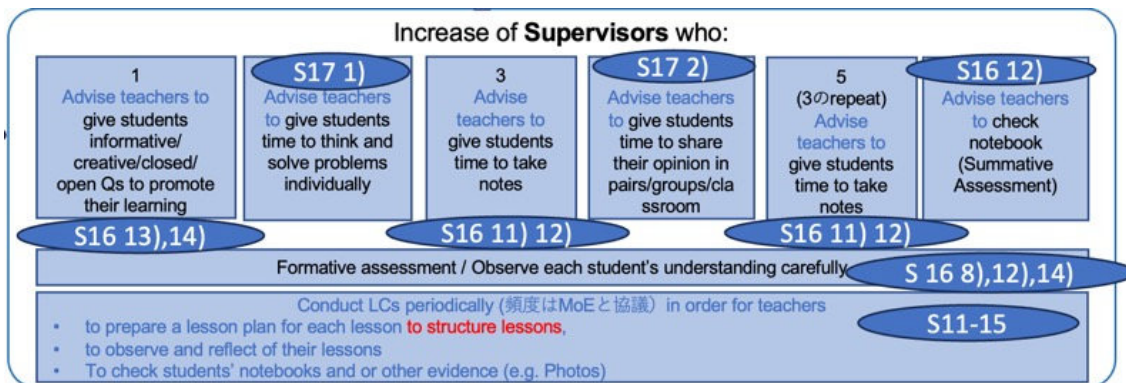 Increase of Supervisors who:
1
Advise teachers to
give students
informative/
creative/closed/
open Qs to promote
their learning
S16 13),14)
S17 1)
Advise teachers
to give students
time to think and
solve problems
individually
3
Advise
teachers to
give students
time to take
notes
S16 11) 12)
S17 2)
Advise teachers
to give students
time to share
their opinion in
pairs/groups/cla
ssroom
5
(3のrepeat)
Advise
teachers to
give students
time to take
notes
S16 11) 12)
S16 12)
Advise teachers
to check
notebook
(Summative
Assessment)
Formative assessment / Observe each student's understanding carefully
S 16 8),12),14)
Conduct LCs periodically (頻度はMoEと協議) in order for teachers
• to prepare a lesson plan for each lesson to structure lessons,
• to observe and reflect of their lessons
• To check students' notebooks and or other evidence (e.g. Photos)
S11-15